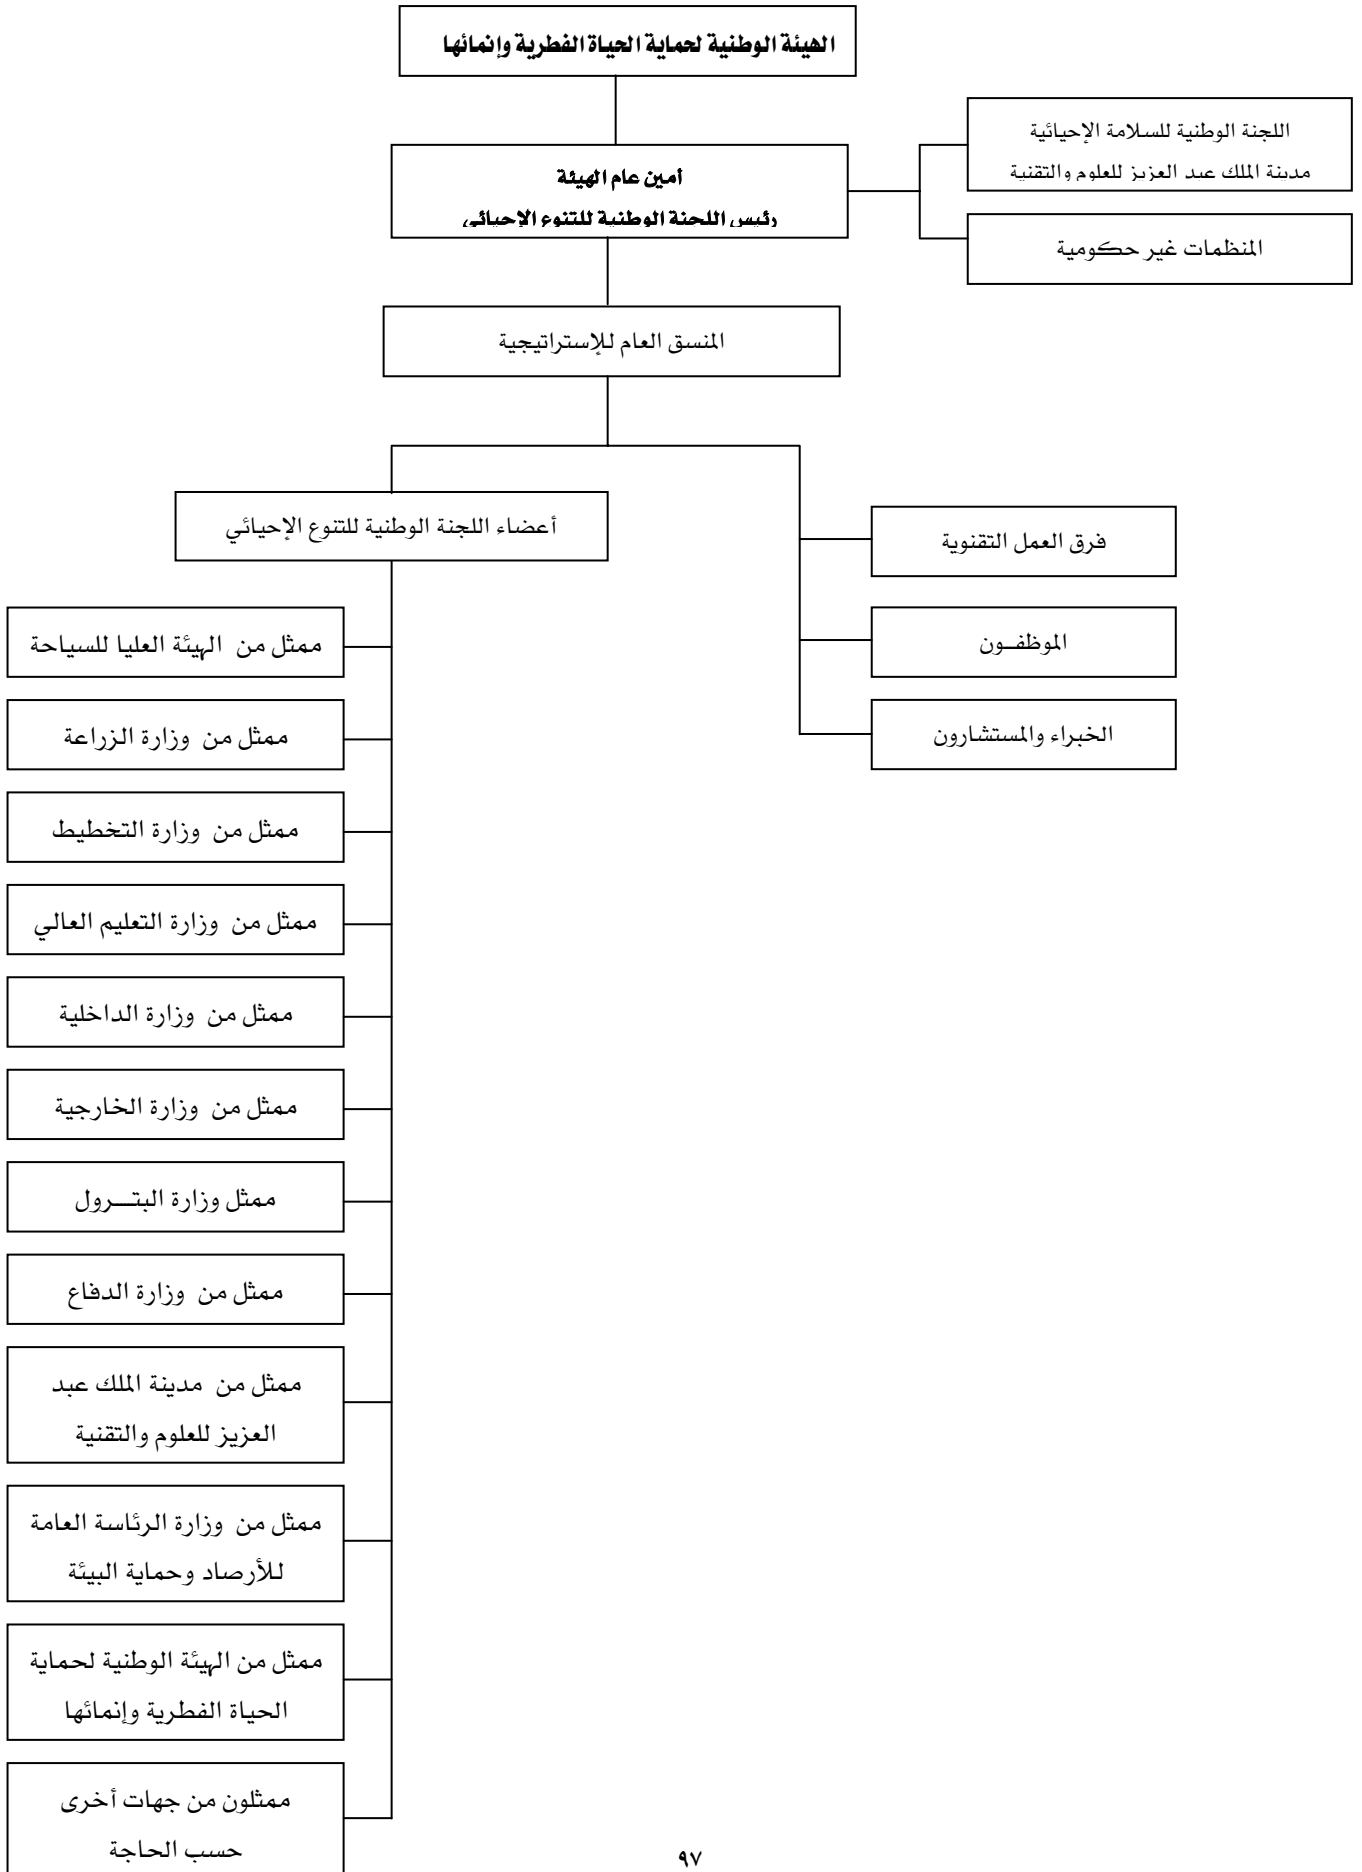 الهيئة الوطنية لحماية الحياة الفطرية وإنمائها
اللجنة الوطنية للسلامة الإحيائية
مدينة الملك عبد العزيز للعلوم والتقنية
أمين عام الهيئة
رئيس اللجنة الوطنية للتنوع الإحيائي
المنظمات غير حكومية
المنسق العام للإستراتيجية
أعضاء اللجنة الوطنية للتنوع الإحيائي
فرق العمل التقنوية
الموظفــون
الخبراء والمستشارون
ممثل من الهيئة العليا للسياحة
ممثل من وزارة الزراعة
ممثل من وزارة التخطيط
ممثل من وزارة التعليم العالي
ممثل من وزارة الداخلية
ممثل من وزارة الخارجية
ممثل وزارة البتـــرول
ممثل من وزارة الدفاع
ممثل من مدينة الملك عبد
العزيز للعلوم والتقنية
ممثل من وزارة الرئاسة العامة
للأرصاد وحماية البيئة
ممثل من الهيئة الوطنية لحماية
الحياة الفطرية وإنمائها
ممثلون من جهات أخرى
حسب الحاجة
٩٧